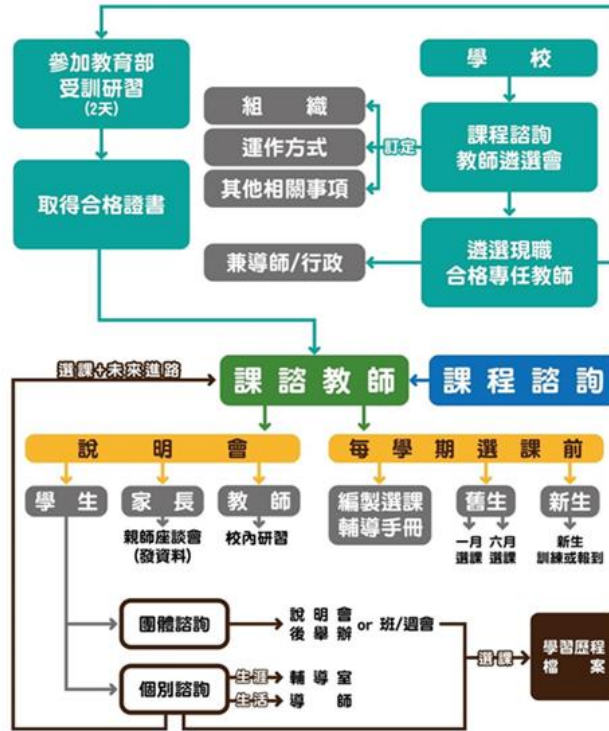 參加教育部
受訓研習
(2天)
取得合格證書
學校
課程諮詢
教師遴選會
訂定
組織
運作方式
其他相關事項
遴選現職
合格專任教師
兼導師/行政
選課+未來進路
課諮教師
課程諮詢
說明會
每學期選課前
學生
家長
教師
親師座談會
(發資料)
校內研習
編製選課
輔導手冊
舊生
新生
一月 六月
選課 選課
新生
訓練或報到
團體諮詢
說明會
後舉辦
or 班/週會
個別諮詢
生涯
輔導室
生活
導師
選課
學習歷程
檔案